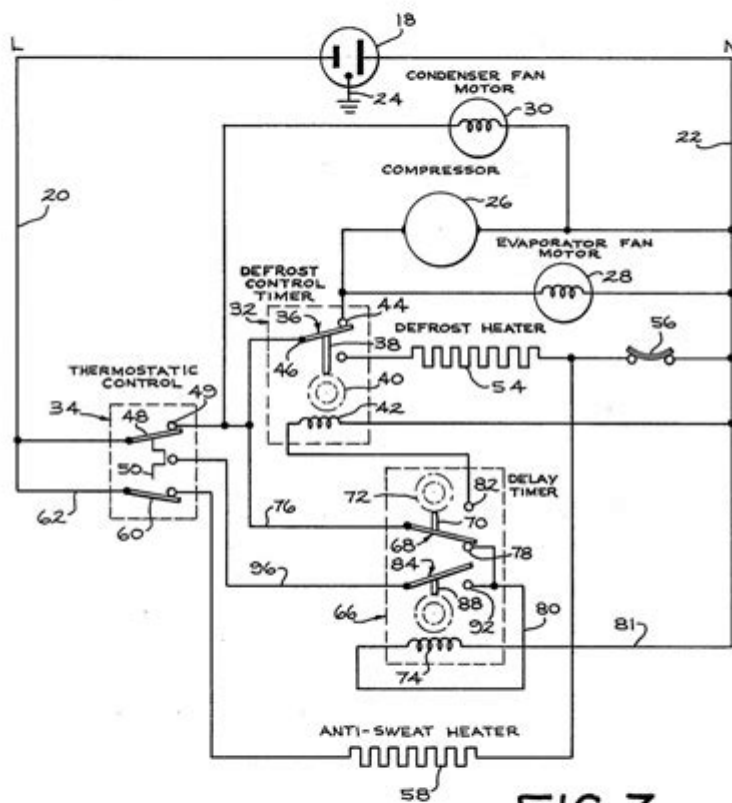 L
18
N
24
CONDENSER FAN
MOTOR
30
22
COMPRESSOR
20
26
EVAPORATOR FAN
MOTOR
28
DEFROST
CONTROL
TIMER
44
32
36
DEFROST HEATER
56
38
46
THERMOSTATIC
CONTROL
40
54
49
34
48
42
50
DELAY
TIMER
72
82
62
76
70
60
68
78
84
96
88
92
80
66
81
74
ANTI-SWEAT HEATER
58